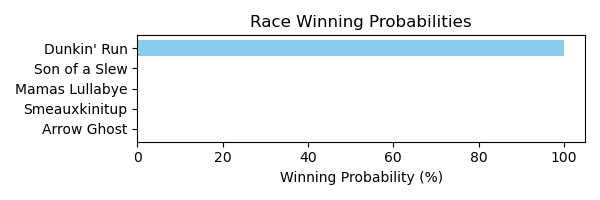 Race Winning Probabilities
Dunkin' Run
Son of a Slew
Mamas Lullabye
Smeauxkinitup
Arrow Ghost
0 20 40 60 80 100
Winning Probability (%)